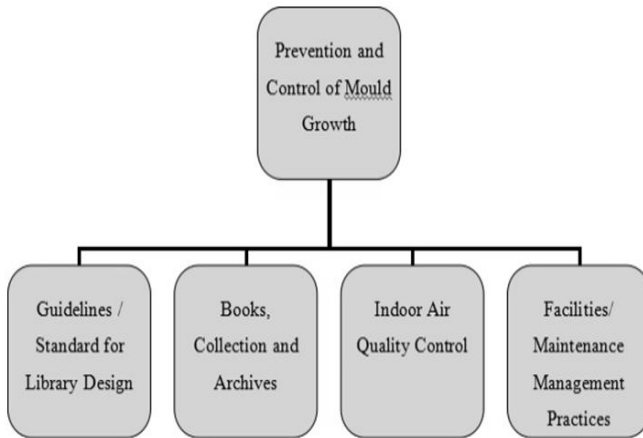 Prevention and
Control of Mould
Growth
Guidelines /
Standard for
Library Design
Books,
Collection and
Archives
Indoor Air
Quality Control
Facilities/
Maintenance
Management
Practices